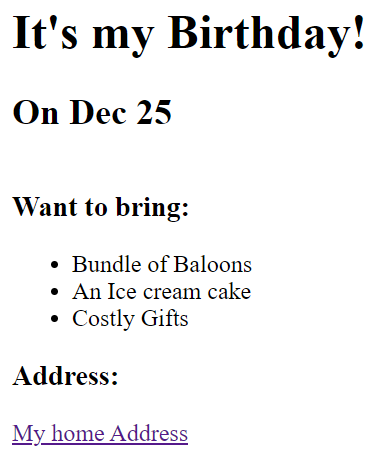 It's my Birthday!
On Dec 25
Want to bring:
Bundle of Baloons
An Ice cream cake
Costly Gifts
Address:
My home Address